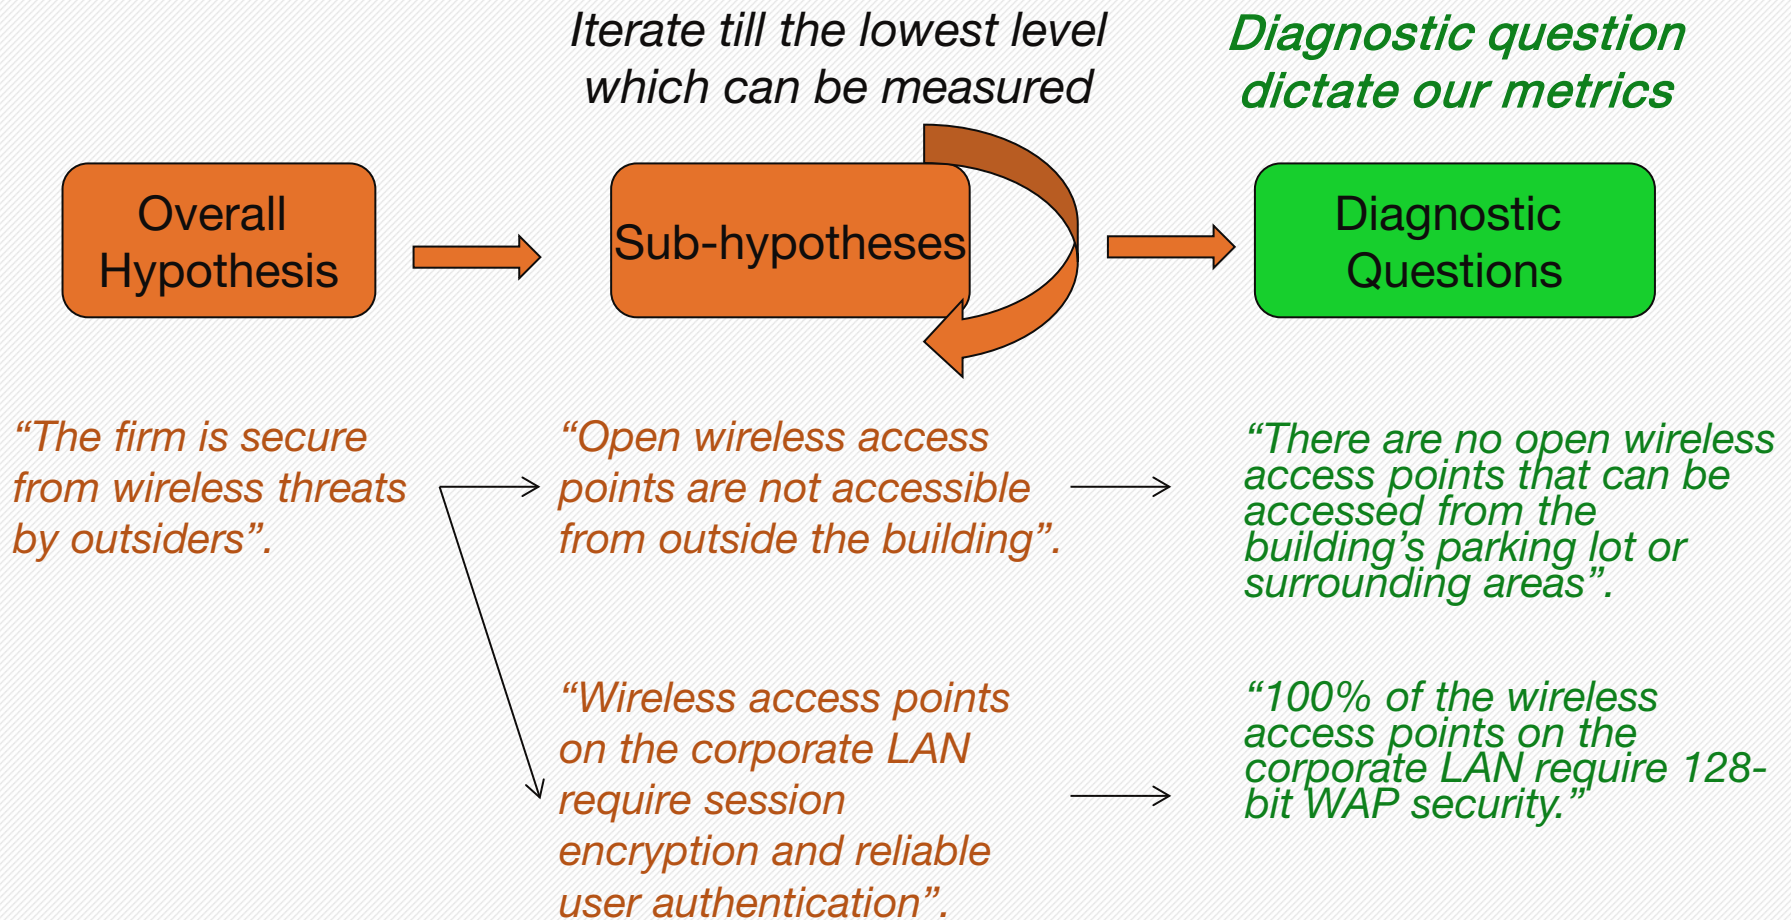 Iterate till the lowest level
which can be measured
Diagnostic question
dictate our metrics
Overall
Hypothesis
Sub-hypotheses
Diagnostic
Questions
“The firm is secure
from wireless threats
by outsiders”.
“Open wireless access
points are not accessible
from outside the building”.
“There are no open wireless
access points that can be
accessed from the
building’s parking lot or
surrounding areas”.
“Wireless access points
on the corporate LAN
require session
encryption and reliable
user authentication”.
“100% of the wireless
access points on the
corporate LAN require 128-
bit WAP security.”